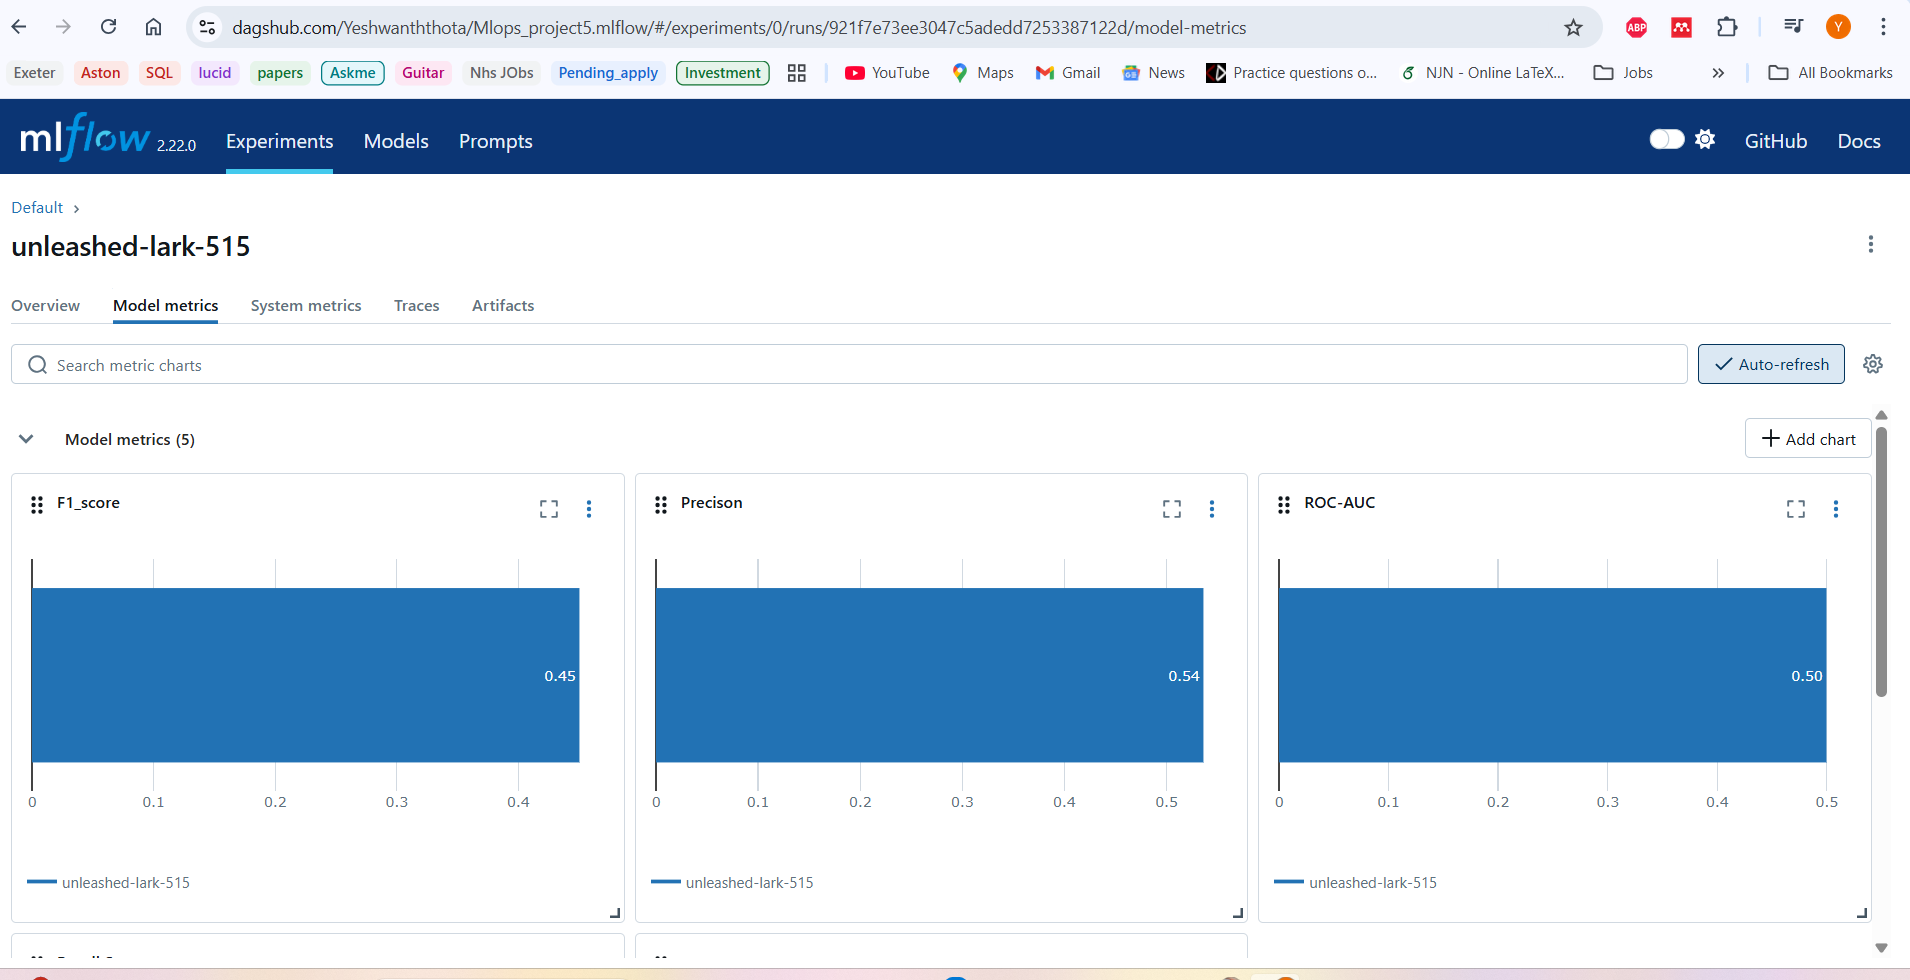 dagshub.com/Yeshwanththota/Mlops_project5.mlflow/#/experiments/0/runs/921f7e73ee3047c5adedd7253387122d/model-metrics
ABP
Y
Exeter Aston SQL lucid papers Askme Guitar Nhs JObs Pending_apply Investment YouTube Maps Gmail News Practice questions o... NJN - Online LaTeX... Jobs » All Bookmarks
mlflow 2.22.0 Experiments Models Prompts GitHub Docs
Default ›
unleashed-lark-515
Overview Model metrics System metrics Traces Artifacts
Search metric charts
Auto-refresh
Model metrics (5)
+ Add chart
F1_score
0.45
0 0.1 0.2 0.3 0.4
unleashed-lark-515
Precison
0.54
0 0.1 0.2 0.3 0.4 0.5
unleashed-lark-515
ROC-AUC
0.50
0 0.1 0.2 0.3 0.4 0.5
unleashed-lark-515